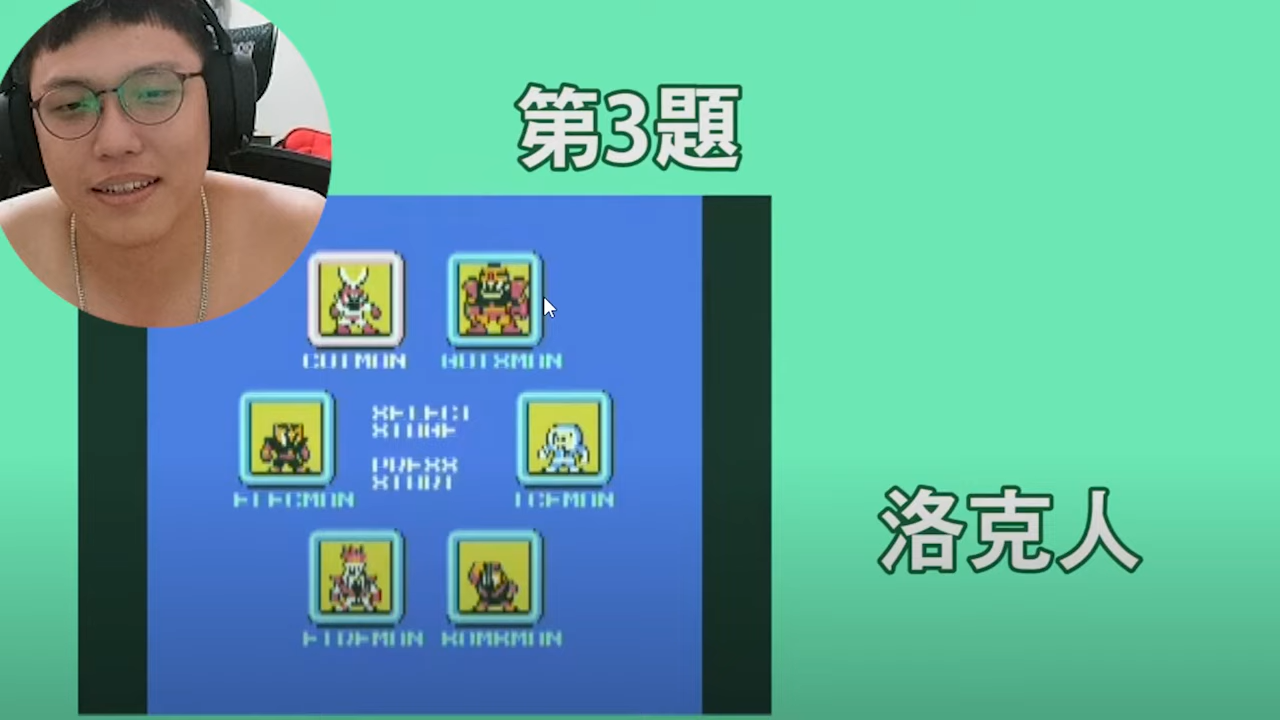 第3題
CUTMAN
GUTSMAN
SELECT
STAGE
ELECMAN
ICEMAN
PRESS
START
FIREMAN
BOMBMAN
洛克人